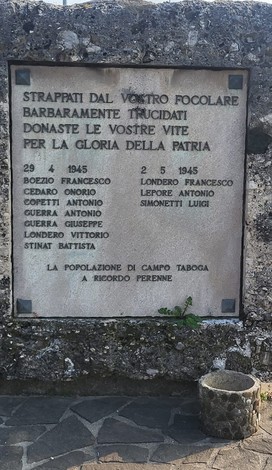 STRAPPATI DAL VOSTRO FOCOLARE
BARBARAMENTE TRUCIDATI
DONASTE LE VOSTRE VITE
PER LA GLORIA DELLA PATRIA
29 4 1945
BOEZIO FRANCESCO
CEDARO ONORIO
COPETTI ANTONIO
GUERRA ANTONIO
GUERRA GIUSEPPE
LONDERO VITTORIO
STINAT BATTISTA
2 5 1945
LONDERO FRANCESCO
LEPORE ANTONIO
SIMONETTI LUIGI
LA POPOLAZIONE DI CAMPO TABOGA
A RICORDO PERENNE